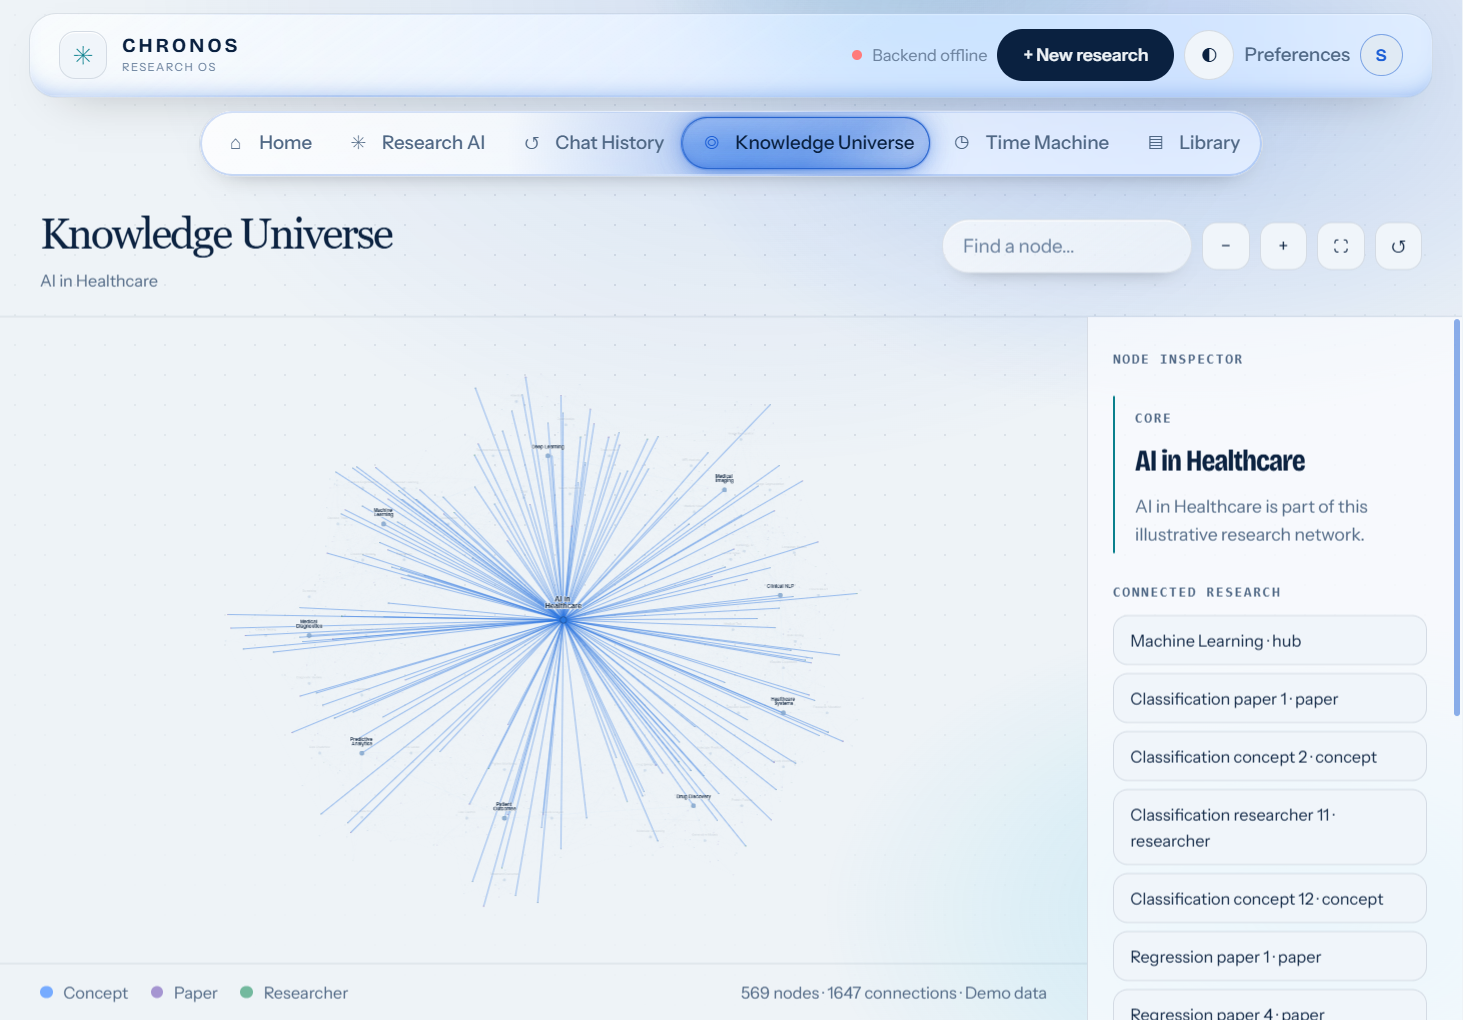 CHRONOS
RESEARCH OS
Backend offline
+ New research
Preferences
S
Home
Research AI
Chat History
Knowledge Universe
Time Machine
Library
Knowledge Universe
AI in Healthcare
Find a node...
Deep Learning
Medical
Imaging
Machine
Learning
Clinical NLP
AI in
Healthcare
Medical
Diagnostics
Healthcare
Systems
Predictive
Analytics
Patient
Outcomes
Drug Discovery
NODE INSPECTOR
CORE
AI in Healthcare
AI in Healthcare is part of this
illustrative research network.
CONNECTED RESEARCH
Machine Learning · hub
Classification paper 1 · paper
Classification concept 2 · concept
Classification researcher 11 ·
researcher
Classification concept 12 · concept
Regression paper 1 · paper
Regression paper 4 · paper
Concept
Paper
Researcher
569 nodes · 1647 connections · Demo data